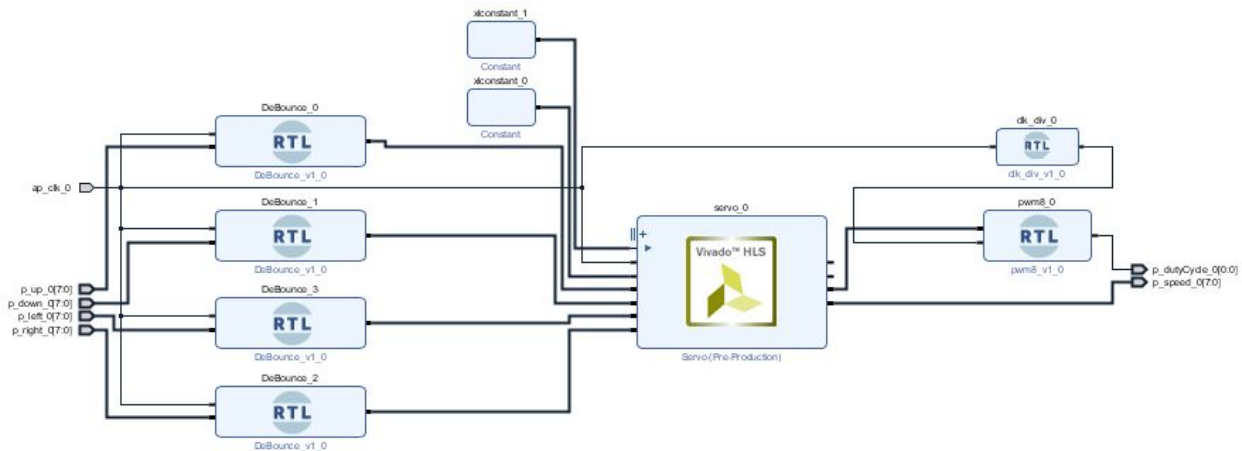 xlconstant_1
Constant
xlconstant_0
Constant
DeBounce_0
RTL
DeBounce_v1_0
ap_clk_0
DeBounce_1
RTL
DeBounce_v1_0
p_up_0[7:0]
p_down_0[7:0]
p_left_0[7:0]
p_right_0[7:0]
DeBounce_3
RTL
DeBounce_v1_0
DeBounce_2
RTL
DeBounce_v1_0
servo_0
Vivado™ HLS
Servo (Pre-Production)
clk_div_0
RTL
clk_div_v1_0
pwm8_0
RTL
pwm8_v1_0
p_dutyCycle_0[0:0]
p_speed_0[7:0]